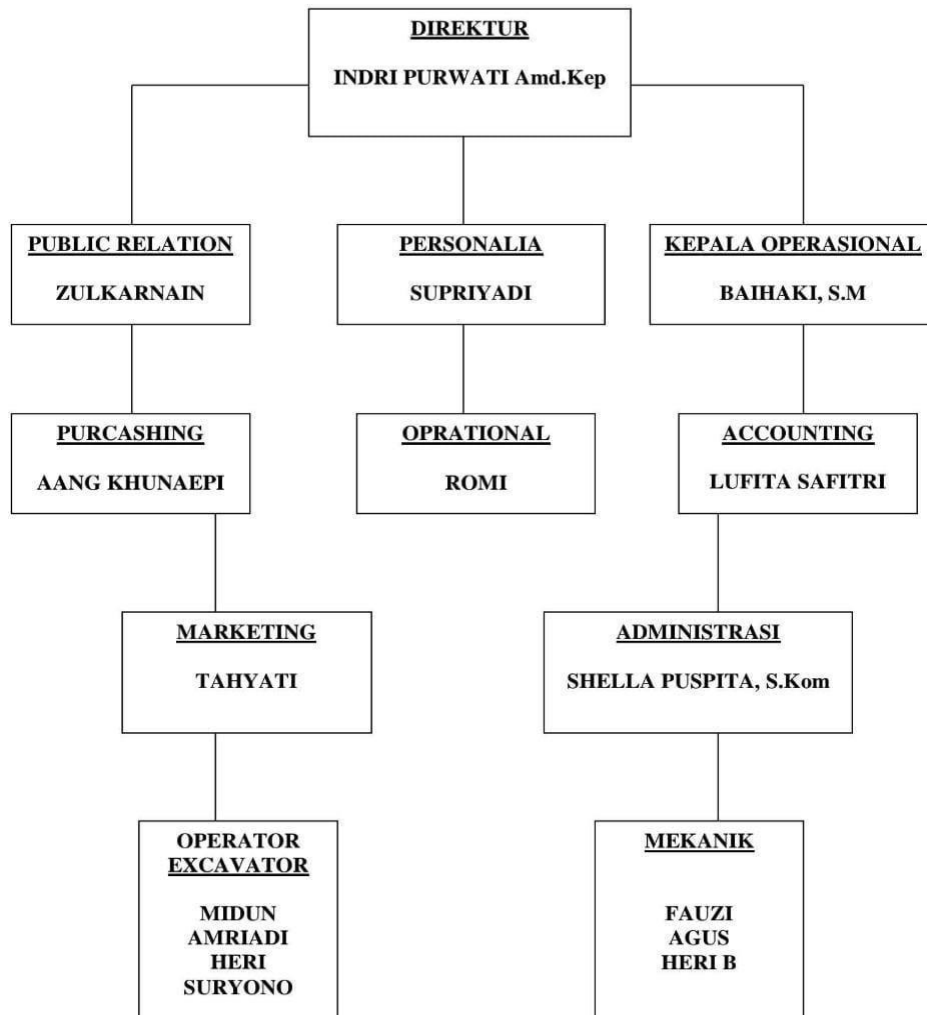 DIREKTUR
INDRI PURWATI Amd.Kep
PUBLIC RELATION
ZULKARNAIN
PERSONALIA
SUPRIYADI
KEPALA OPERASIONAL
BAIHAKI, S.M
PURCASHING
AANG KHUNAEPI
OPRATIONAL
ROMI
ACCOUNTING
LUFITA SAFITRI
MARKETING
TAHYATI
ADMINISTRASI
SHELLA PUSPITA, S.Kom
OPERATOR
EXCAVATOR
MIDUN
AMRIADI
HERI
SURYONO
MEKANIK
FAUZI
AGUS
HERI B